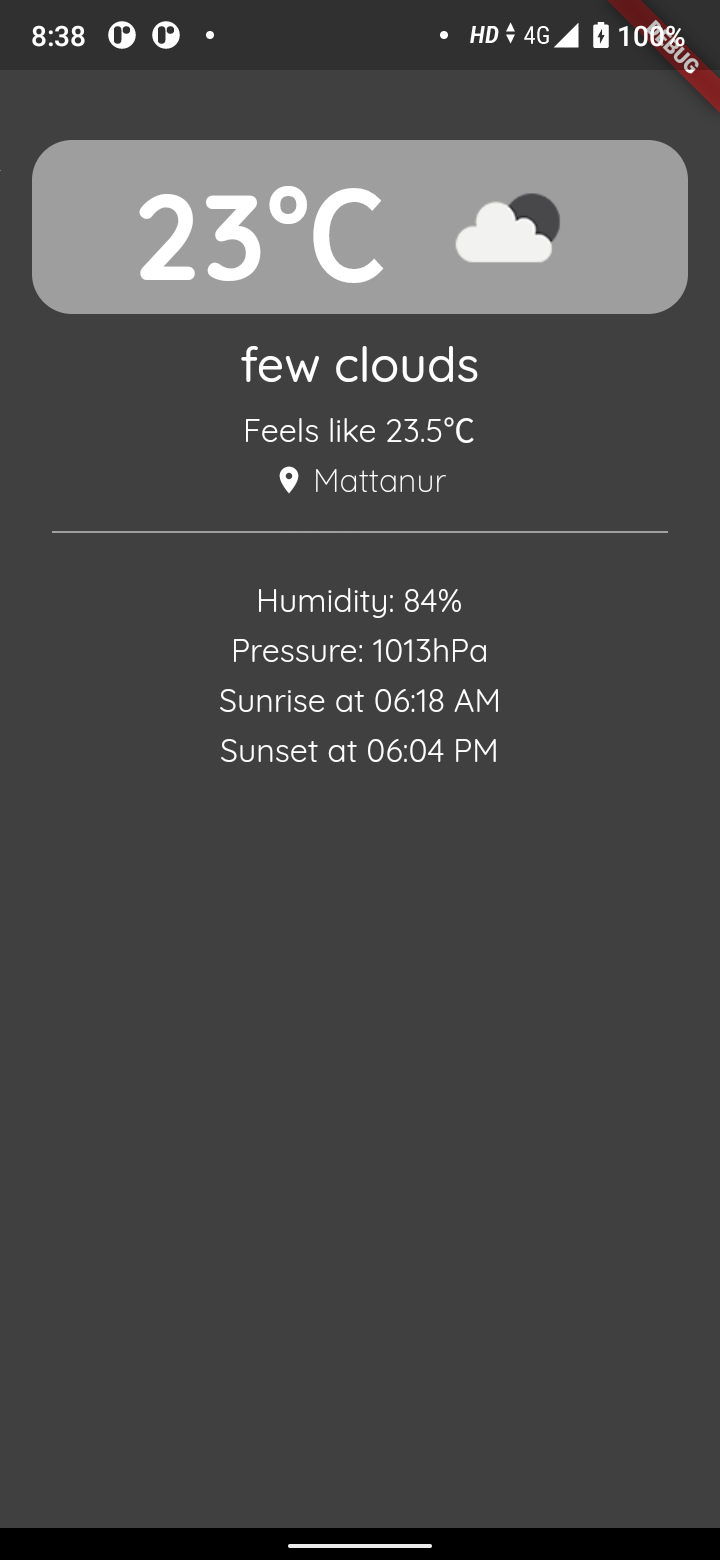 8:38 HD 4G 100%
DEBUG
23°C
few clouds
Feels like 23.5°C
Mattanur
Humidity: 84%
Pressure: 1013hPa
Sunrise at 06:18 AM
Sunset at 06:04 PM